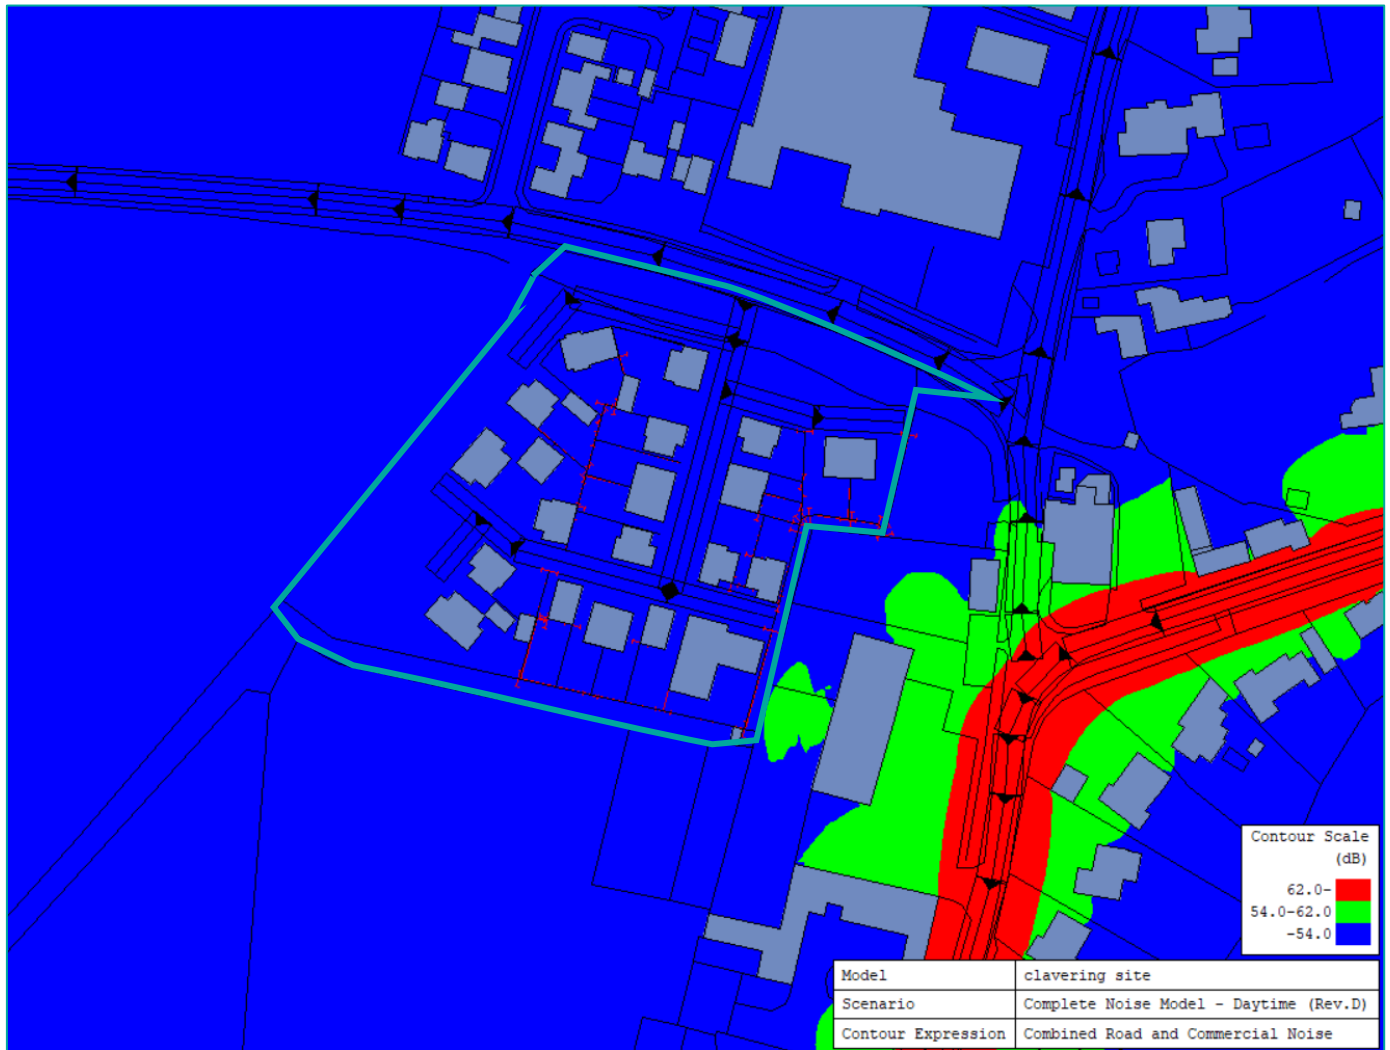 Contour Scale
(dB)
62.0-
54.0-62.0
-54.0
Model clavering site
Scenario Complete Noise Model - Daytime (Rev.D)
Contour Expression Combined Road and Commercial Noise